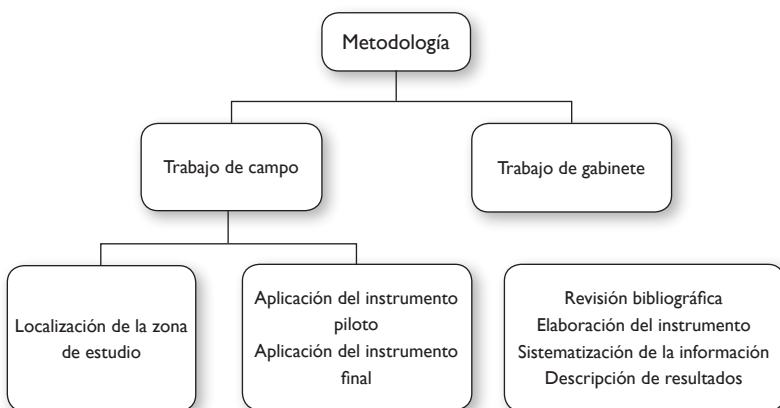 Metodología
Trabajo de campo
Trabajo de gabinete
Localización de la zona
de estudio
Aplicación del instrumento
piloto
Aplicación del instrumento
final
Revisión bibliográfica
Elaboración del instrumento
Sistematización de la información
Descripción de resultados